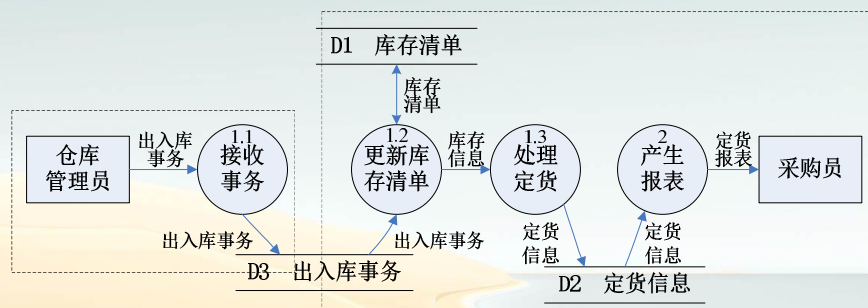 D1 库存清单
库存
清单
仓库
管理员
出入库
事务
1.1
接收
事务
1.2
更新库
存清单
库存
信息
1.3
处理
定货
2
产生
报表
定货
报表
采购员
出入库事务
出入库事务
定货
信息
定货
信息
D3 出入库事务
D2 定货信息